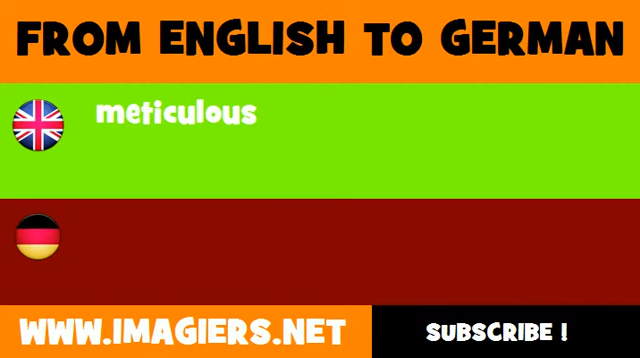 FROM ENGLISH TO GERMAN
meticulous
WWW.IMAGIERS.NET
SUBSCRIBE !